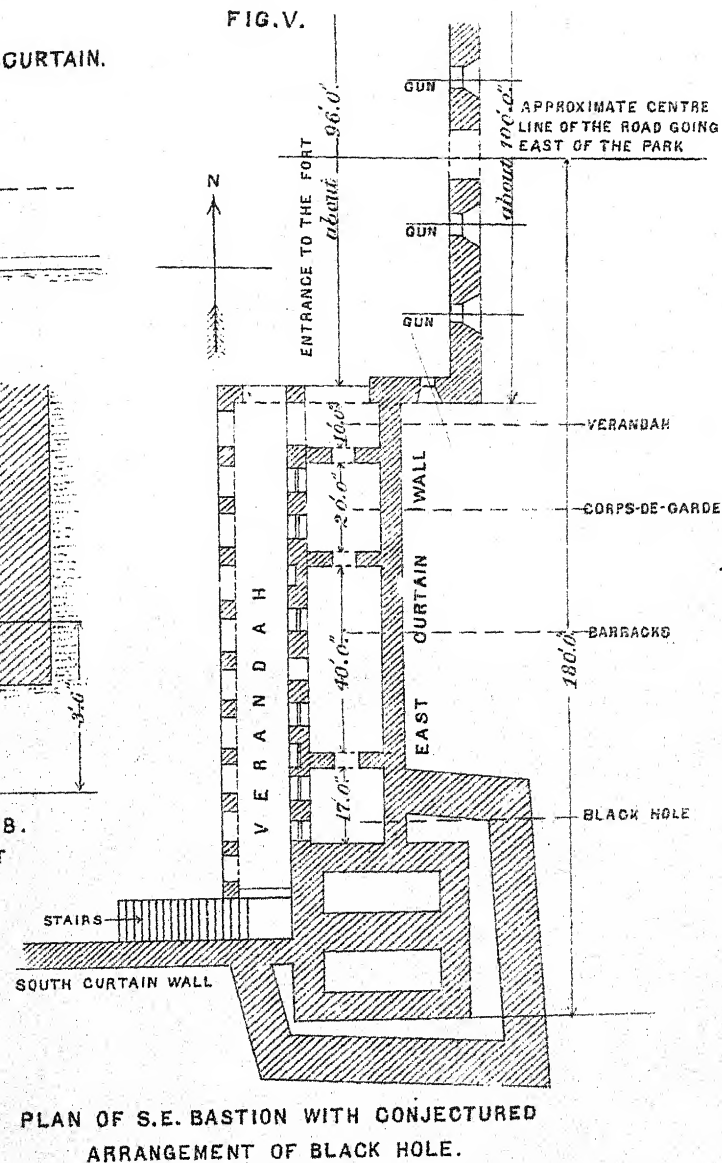 FIG.V.
CURTAIN.
GUN
APPROXIMATE CENTRE
LINE OF THE ROAD GOING
EAST OF THE PARK
ENTRANCE TO THE FORT
about 96'.0"
about 100'.0"
N
GUN
GUN
10'.0"
VERANDAH
20'.0"
CORPS-DE-GARDE
VERANDAH
EAST CURTAIN WALL
40'.0"
BARRACKS
180'.0"
3'.6"
17'.0"
BLACK HOLE
B.
T
STAIRS
SOUTH CURTAIN WALL
PLAN OF S.E. BASTION WITH CONJECTURED
ARRANGEMENT OF BLACK HOLE.